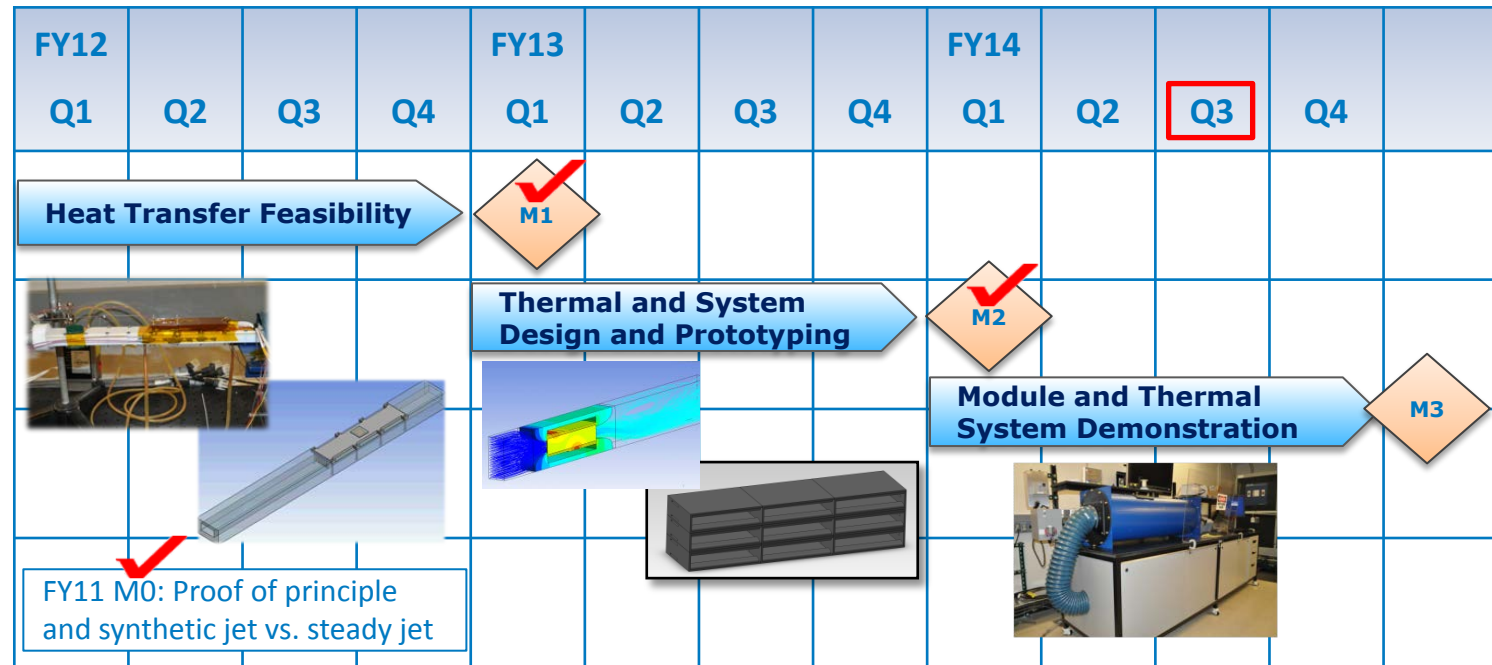 FY12 FY13 FY14
Q1 Q2 Q3 Q4 Q1 Q2 Q3 Q4 Q1 Q2 Q3 Q4
Heat Transfer Feasibility
M1
Thermal and System
Design and Prototyping
M2
Module and Thermal
System Demonstration
M3
FY11 M0: Proof of principle
and synthetic jet vs. steady jet